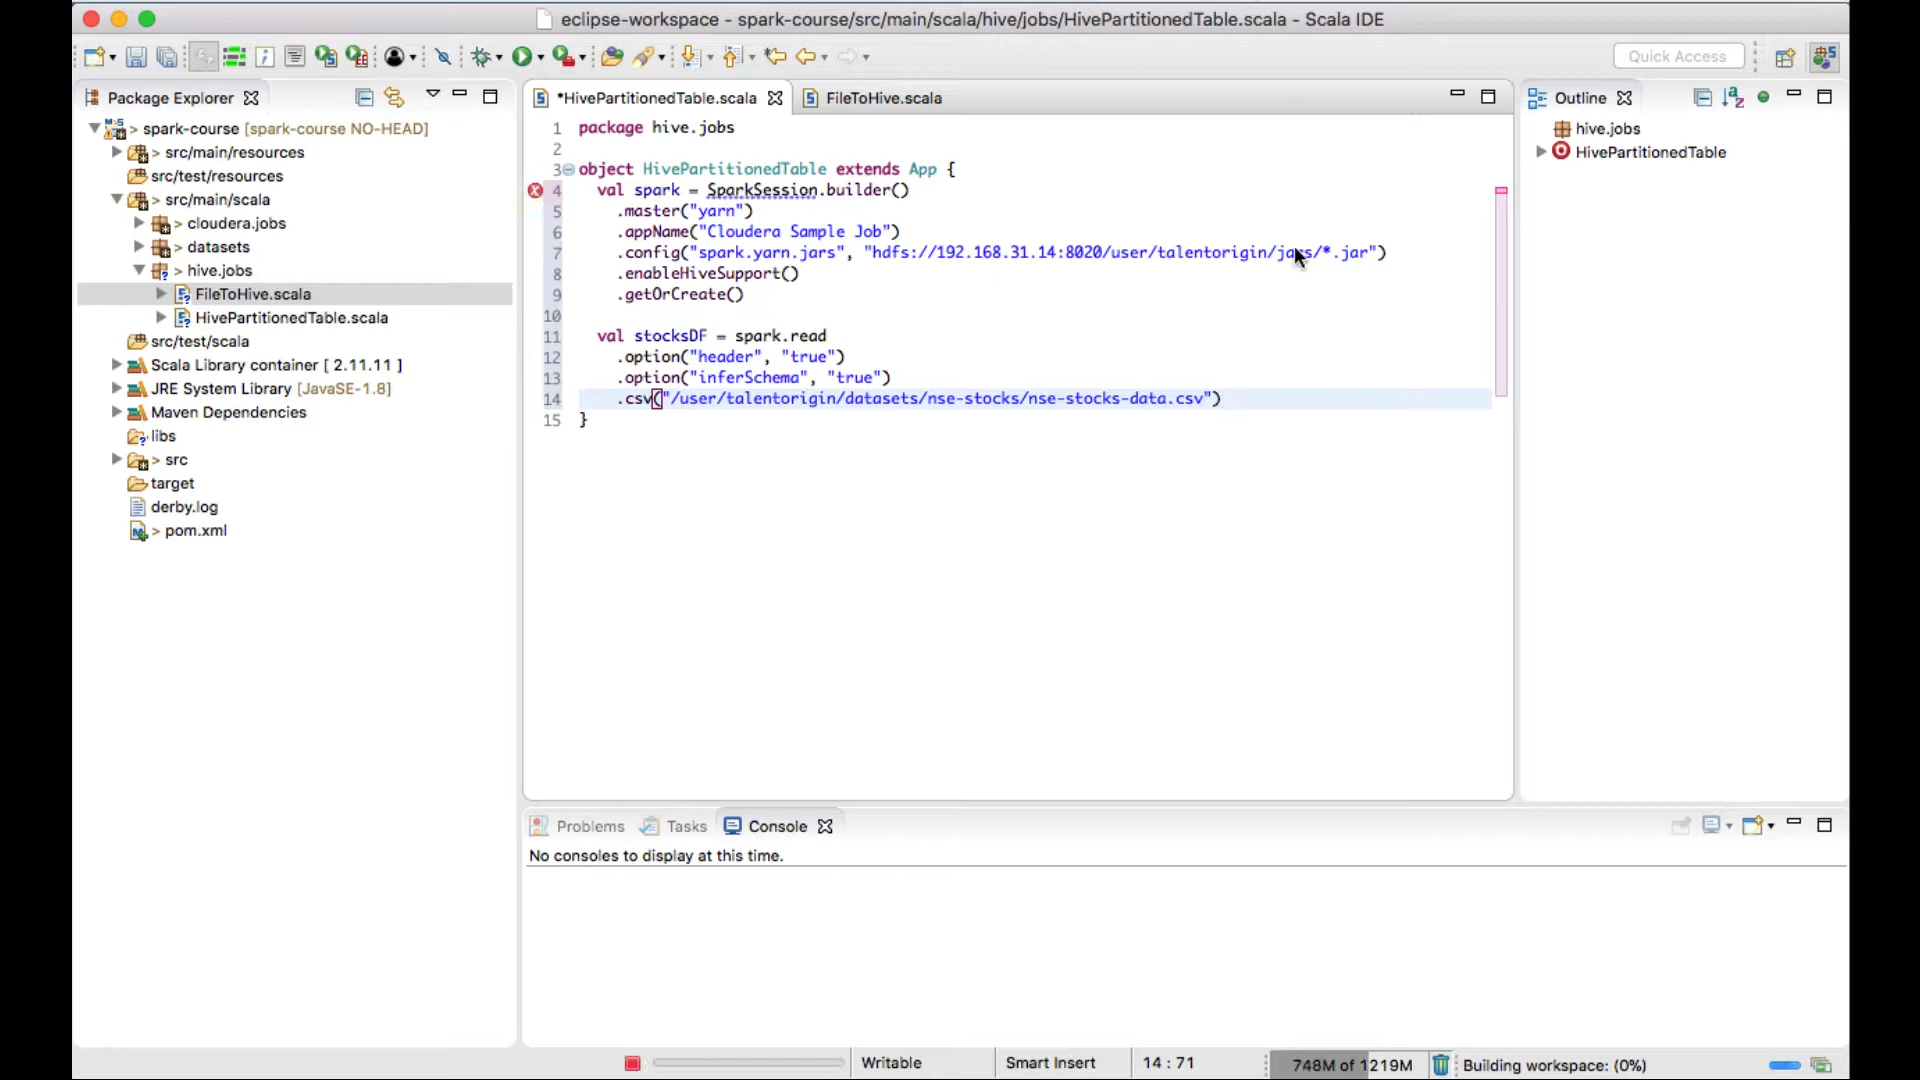 eclipse-workspace - spark-course/src/main/scala/hive/jobs/HivePartitionedTable.scala - Scala IDE
Quick Access
Package Explorer
> spark-course [spark-course NO-HEAD]
> src/main/resources
src/test/resources
> src/main/scala
> cloudera.jobs
> datasets
> hive.jobs
FileToHive.scala
HivePartitionedTable.scala
src/test/scala
Scala Library container [ 2.11.11 ]
JRE System Library [JavaSE-1.8]
Maven Dependencies
libs
> src
target
derby.log
> pom.xml
*HivePartitionedTable.scala
FileToHive.scala
1 package hive.jobs
2
3 object HivePartitionedTable extends App {
4 val spark = SparkSession.builder()
5 .master("yarn")
6 .appName("Cloudera Sample Job")
7 .config("spark.yarn.jars", "hdfs://192.168.31.14:8020/user/talentorigin/jars/*.jar")
8 .enableHiveSupport()
9 .getOrCreate()
10
11 val stocksDF = spark.read
12 .option("header", "true")
13 .option("inferSchema", "true")
14 .csv("/user/talentorigin/datasets/nse-stocks/nse-stocks-data.csv")
15 }
Outline
hive.jobs
HivePartitionedTable
Problems
Tasks
Console
No consoles to display at this time.
Writable
Smart Insert
14 : 71
748M of 1219M
Building workspace: (0%)